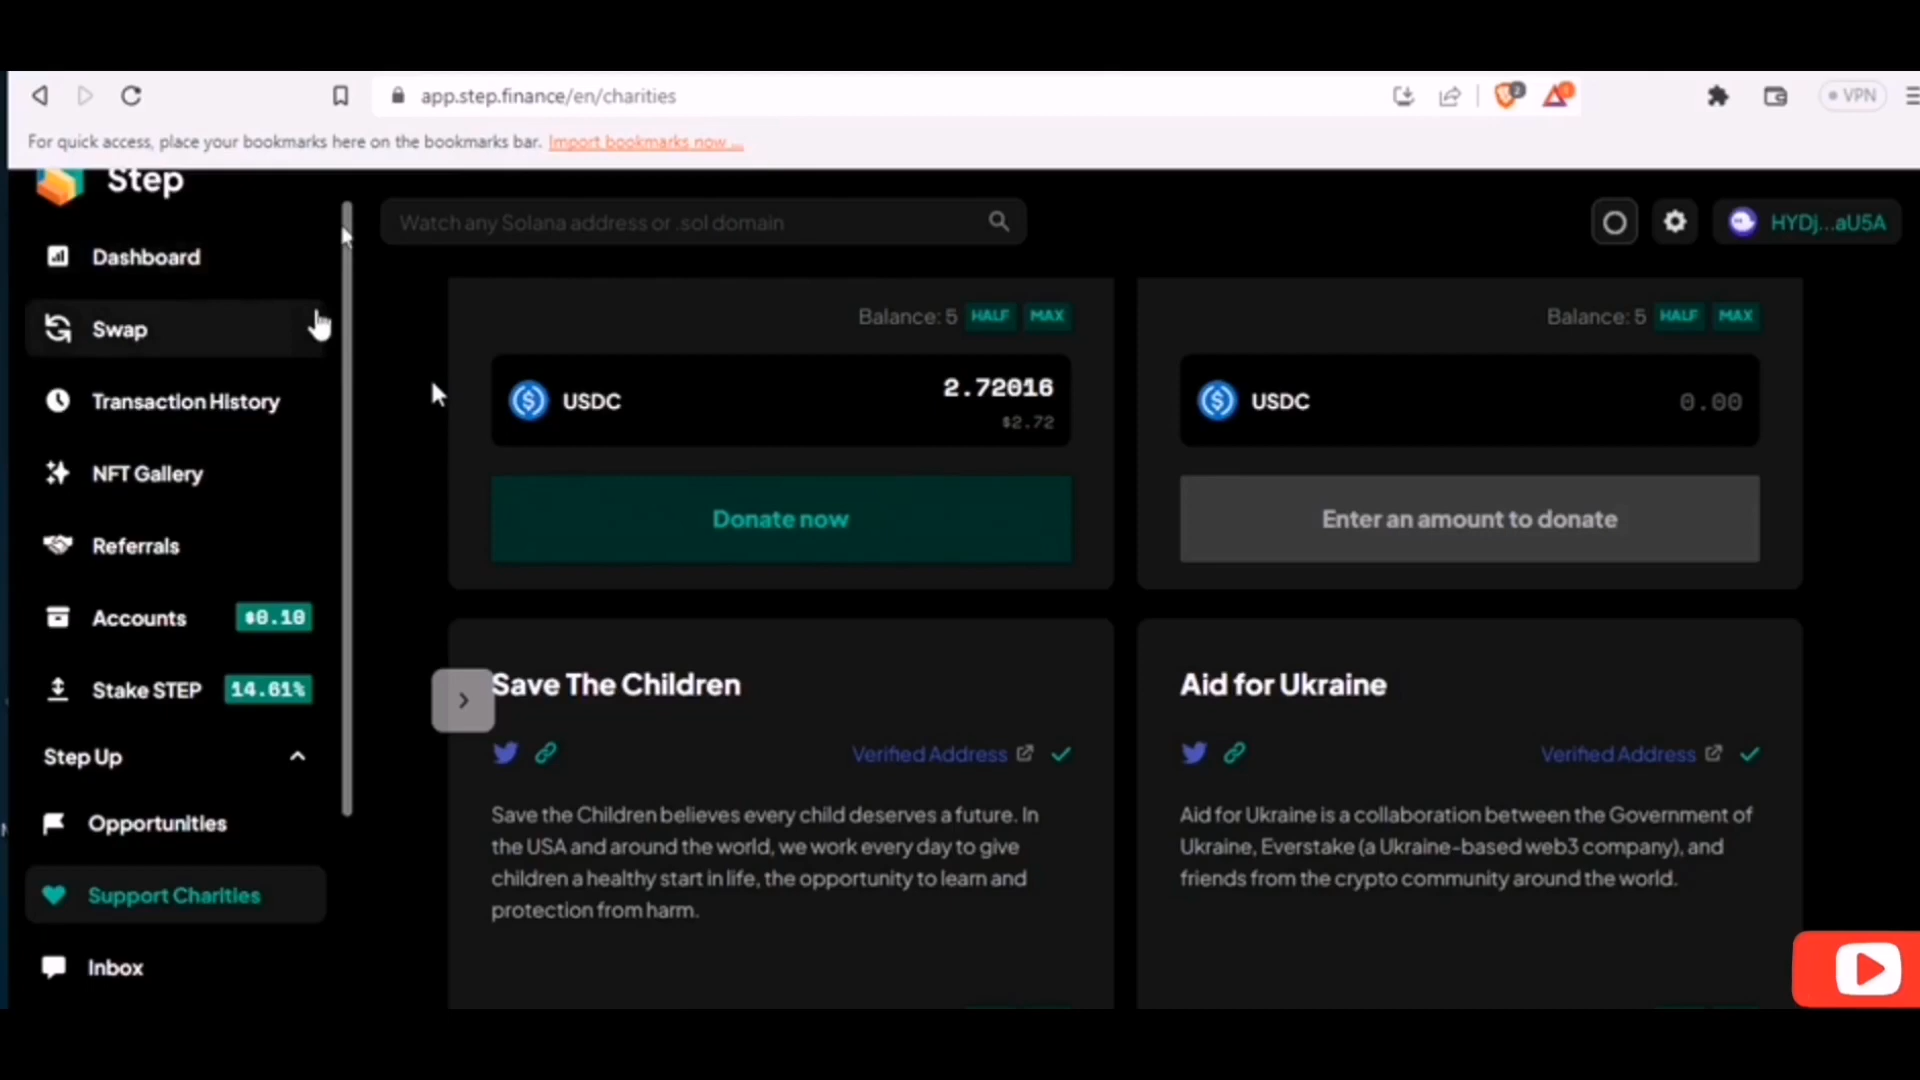 app.step.finance/en/charities
2
VPN
For quick access, place your bookmarks here on the bookmarks bar. Import bookmarks now ...
Step
Watch any Solana address or .sol domain
HYDj...aU5A
Dashboard
Swap
Transaction History
NFT Gallery
Referrals
Accounts $0.10
Stake STEP 14.61%
Step Up
Opportunities
Support Charities
Inbox
Balance: 5 HALF MAX
USDC 2.72016
$2.72
Donate now
Balance: 5 HALF MAX
USDC 0.00
Enter an amount to donate
Save The Children
Verified Address
Save the Children believes every child deserves a future. In
the USA and around the world, we work every day to give
children a healthy start in life, the opportunity to learn and
protection from harm.
Aid for Ukraine
Verified Address
Aid for Ukraine is a collaboration between the Government of
Ukraine, Everstake (a Ukraine-based web3 company), and
friends from the crypto community around the world.